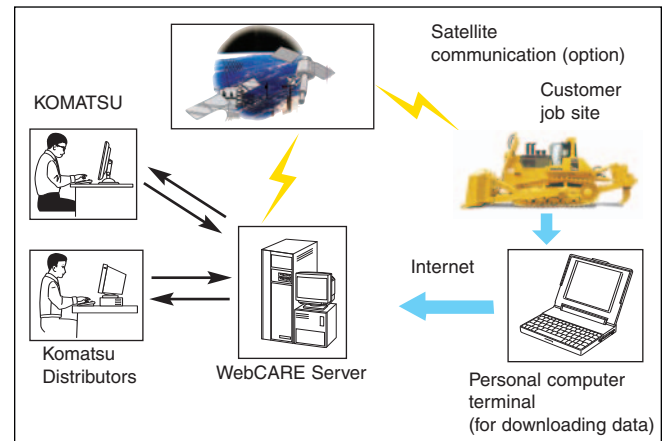 Satellite
communication (option)
KOMATSU
Customer
job site
Internet
Komatsu
Distributors
WebCARE Server
Personal computer
terminal
(for downloading data)